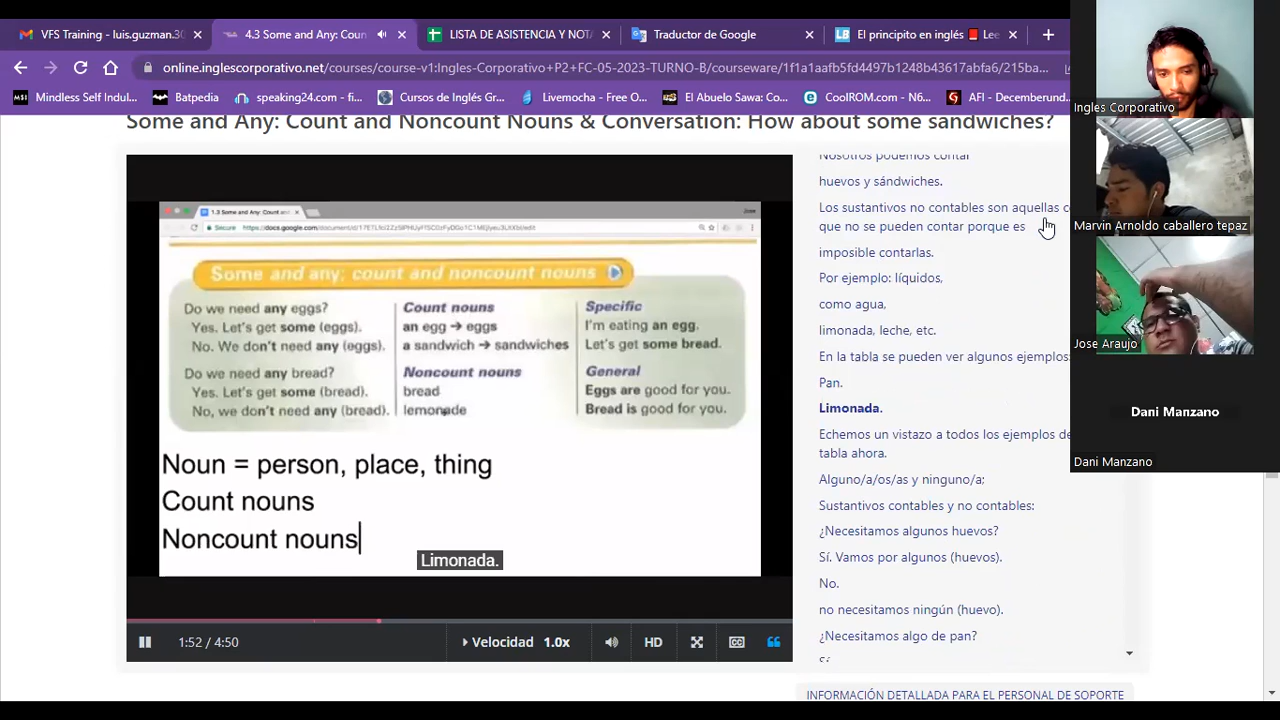 VFS Training - luis.guzman.30
4.3 Some and Any: Coun
LISTA DE ASISTENCIA Y NOTA
Traductor de Google
El principito en inglés
Lee
online.inglescorporativo.net/courses/course-v1:Ingles-Corporativo+P2+FC-05-2023-TURNO-B/courseware/1f1a1aafb5fd4497b1248b43617abfa6/215ba...
Mindless Self Indul...
Batpedia
speaking24.com - fi...
Cursos de Inglés Gr...
Livemocha - Free O...
El Abuelo Sawa: Co...
CoolROM.com - N6...
AFI - Decemberund...
Some and Any: Count and Noncount Nouns & Conversation: How about some sandwiches?
Secure
Some and any: count and noncount nouns
Do we need any eggs?
Yes. Let's get some (eggs).
No. We don't need any (eggs).
Do we need any bread?
Yes. Let's get some (bread).
No, we don't need any (bread).
Count nouns
an egg → eggs
a sandwich → sandwiches
Noncount nouns
bread
lemonade
Specific
I'm eating an egg.
Let's get some bread.
General
Eggs are good for you.
Bread is good for you.
Noun = person, place, thing
Count nouns
Noncount nouns
Limonada.
1:52 / 4:50
Velocidad 1.0x
HD
CC
Nosotros podemos contar
huevos y sándwiches.
Los sustantivos no contables son aquellas
que no se pueden contar porque es
imposible contarlas.
Por ejemplo: líquidos,
como agua,
limonada, leche, etc.
En la tabla se pueden ver algunos ejemplos:
Pan.
Limonada.
Echemos un vistazo a todos los ejemplos de
tabla ahora.
Alguno/a/os/as y ninguno/a;
Sustantivos contables y no contables:
¿Necesitamos algunos huevos?
Sí. Vamos por algunos (huevos).
No.
no necesitamos ningún (huevo).
¿Necesitamos algo de pan?
Sí.
INFORMACIÓN DETALLADA PARA EL PERSONAL DE SOPORTE
Ingles Corporativo
Marvin Arnoldo caballero tepaz
Jose Araujo
Dani Manzano
Dani Manzano